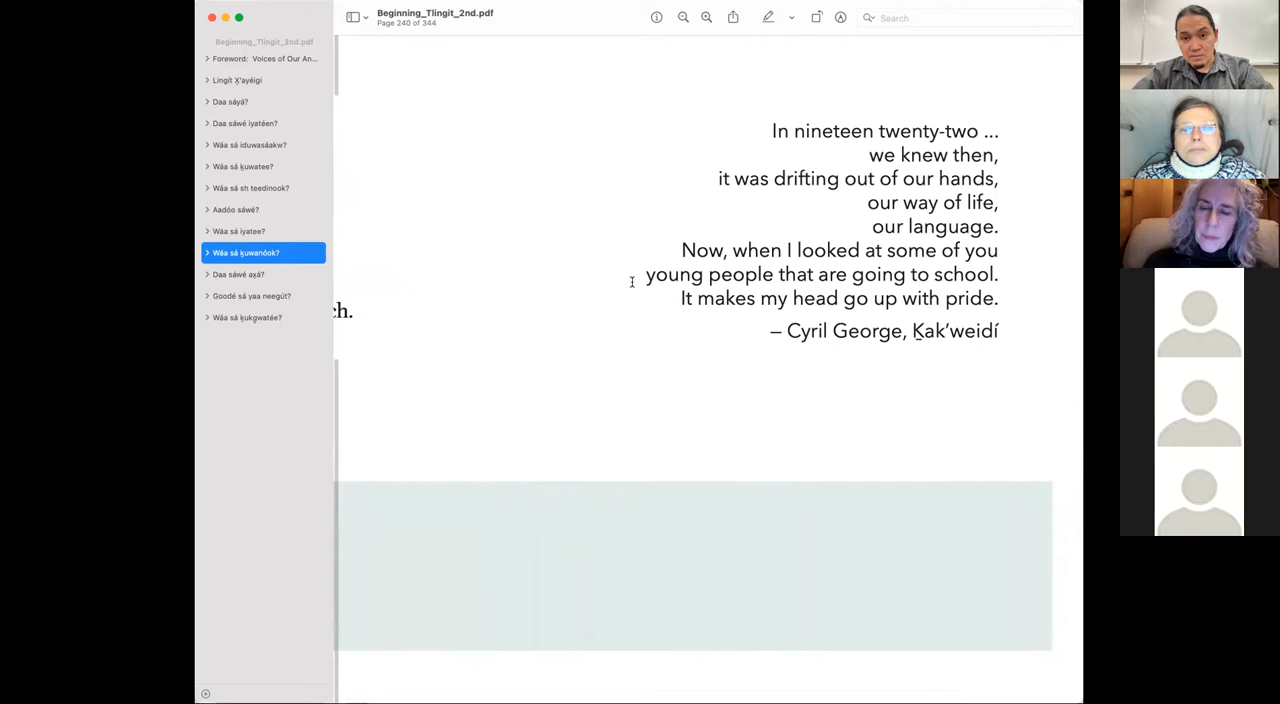 Beginning_Tlingit_2nd.pdf
Page 240 of 344
Search
Beginning_Tlingit_2nd.pdf
Foreword: Voices of Our An...
Lingít X̱'ayéigi
Daa sáyá?
Daa sáwé iyatéen?
Wáa sá iduwasáakw?
Wáa sá ḵuwatee?
Wáa sá sh teedinook?
Aadóo sáwé?
Wáa sá iyatee?
Wáa sá ḵuwanóok?
Daa sáwé ax̱á?
Goodé sá yaa neegút?
Wáa sá ḵukgwatée?
In nineteen twenty-two ...
we knew then,
it was drifting out of our hands,
our way of life,
our language.
Now, when I looked at some of you
young people that are going to school.
It makes my head go up with pride.
– Cyril George, Ḵak’weidí
ch.